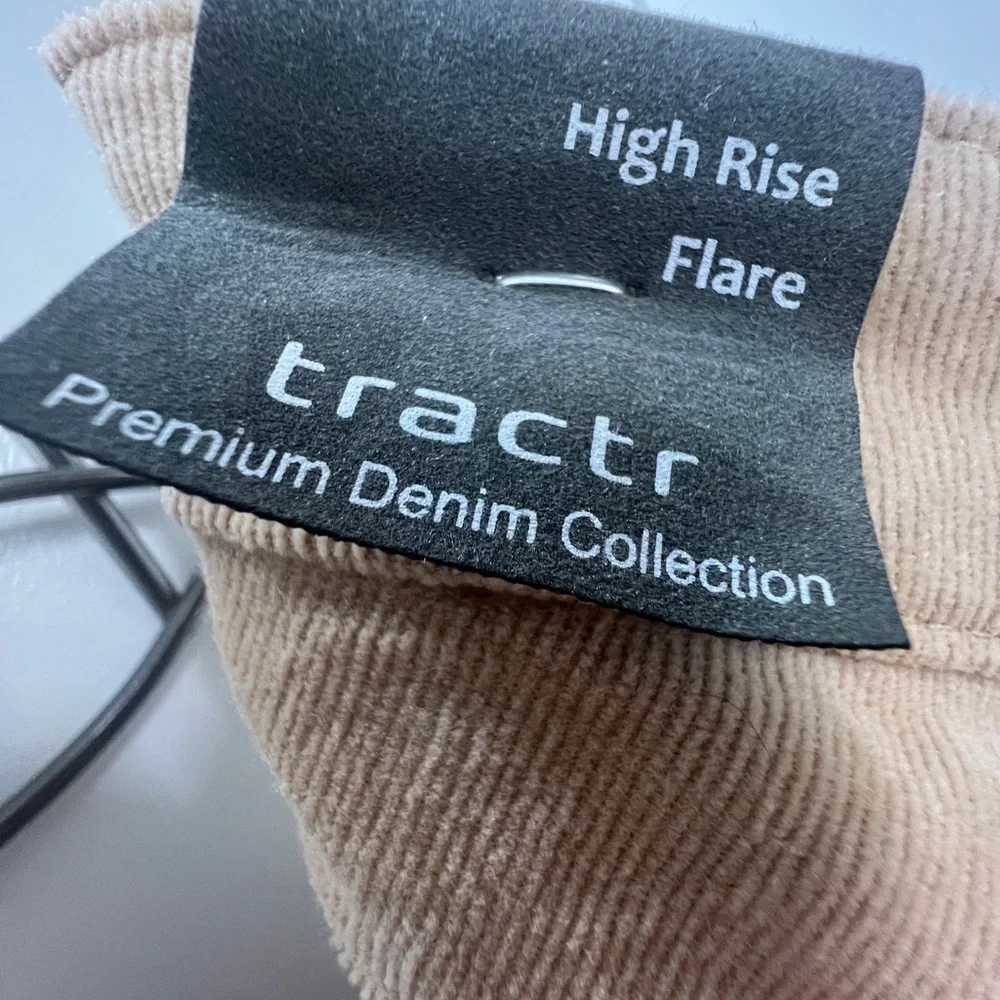 High Rise
Flare
tractr
Premium Denim Collection